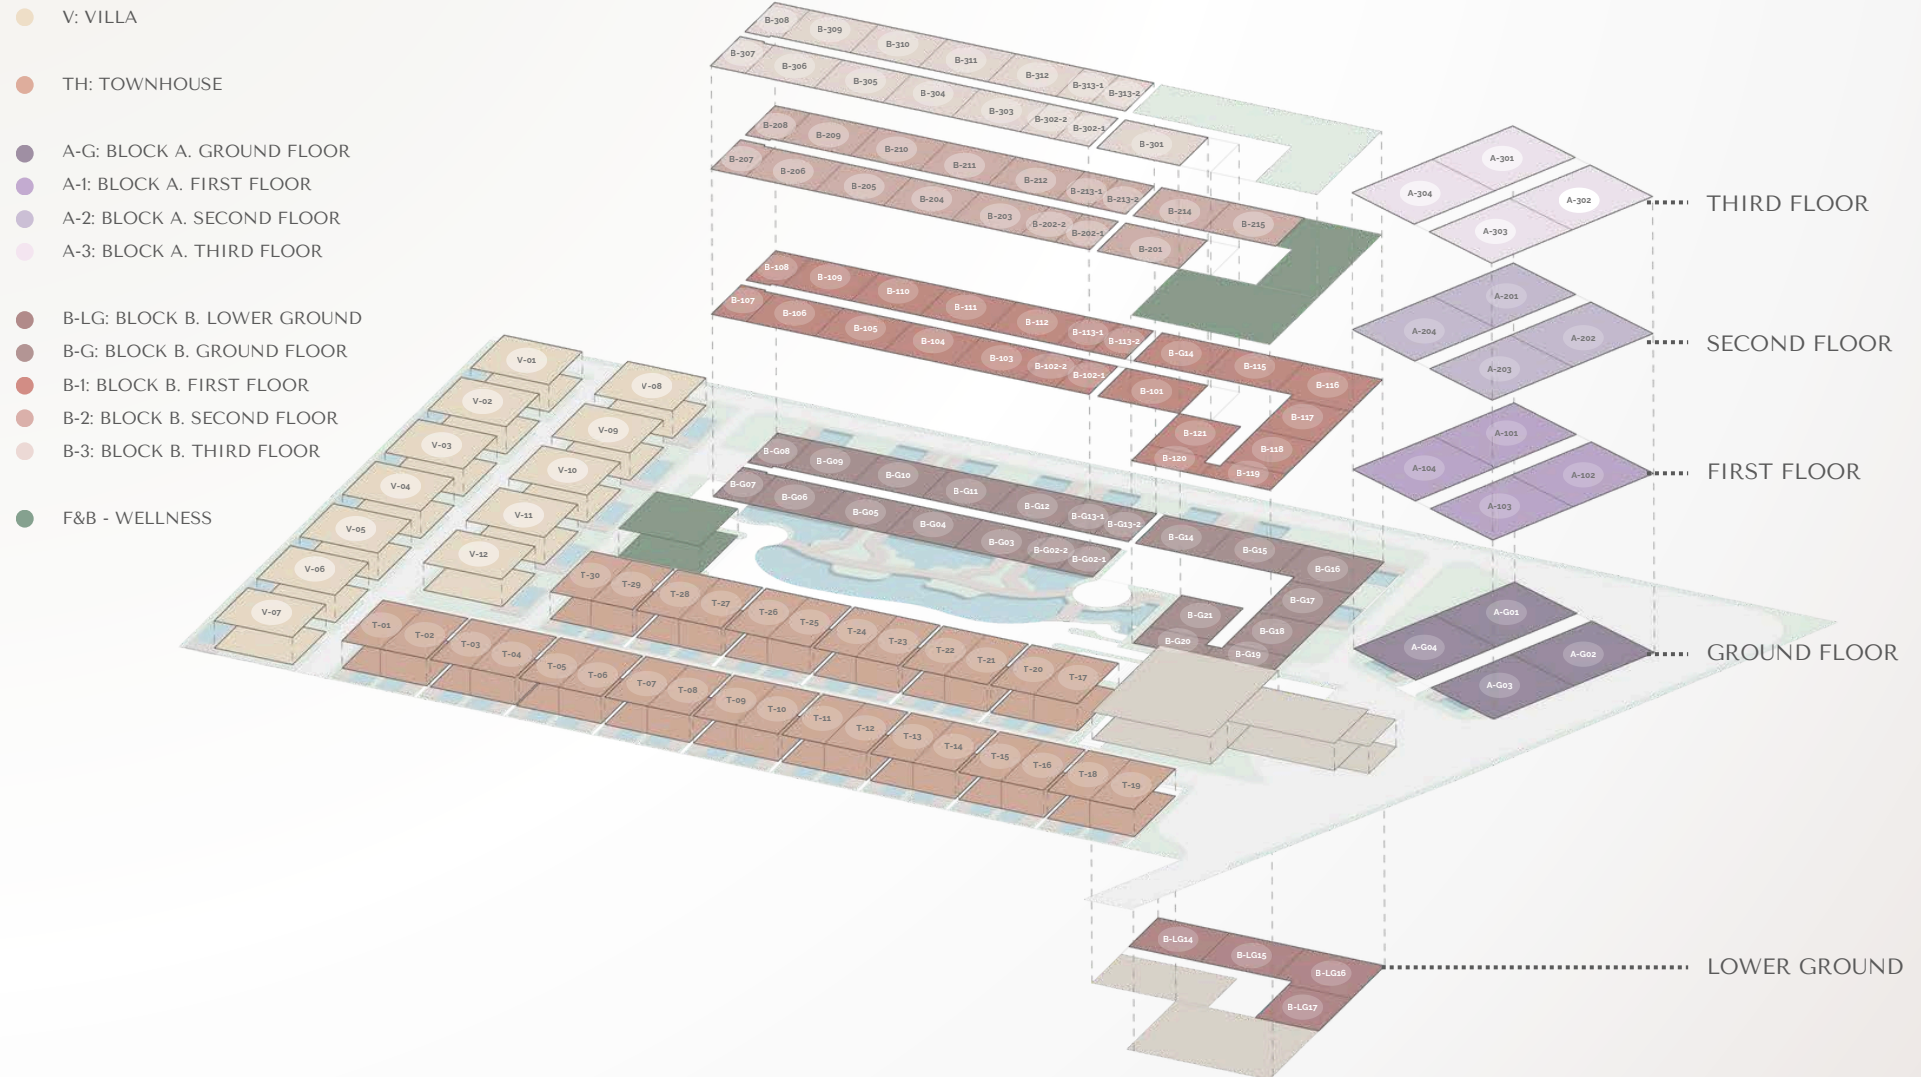 V: VILLA
TH: TOWNHOUSE
A-G: BLOCK A. GROUND FLOOR
A-1: BLOCK A. FIRST FLOOR
A-2: BLOCK A. SECOND FLOOR
A-3: BLOCK A. THIRD FLOOR
B-LG: BLOCK B. LOWER GROUND
B-G: BLOCK B. GROUND FLOOR
B-1: BLOCK B. FIRST FLOOR
B-2: BLOCK B. SECOND FLOOR
B-3: BLOCK B. THIRD FLOOR
F&B - WELLNESS
B-308
B-309
B-310
B-311
B-312
B-313-1
B-313-2
B-307
B-306
B-305
B-304
B-303
B-302-2
B-302-1
B-301
B-208
B-209
B-210
B-211
B-212
B-213-1
B-213-2
B-214
B-215
B-207
B-206
B-205
B-204
B-203
B-202-2
B-202-1
B-201
B-108
B-109
B-110
B-111
B-112
B-113-1
B-113-2
B-G14
B-115
B-116
B-107
B-106
B-105
B-104
B-103
B-102-2
B-102-1
B-101
B-117
B-118
B-119
B-120
B-121
B-G08
B-G09
B-G10
B-G11
B-G12
B-G13-1
B-G13-2
B-G14
B-G15
B-G16
B-G07
B-G06
B-G05
B-G04
B-G03
B-G02-2
B-G02-1
B-G17
B-G18
B-G19
B-G20
B-G21
A-301
A-304
A-302
A-303
THIRD FLOOR
A-201
A-204
A-202
A-203
SECOND FLOOR
A-101
A-104
A-102
A-103
FIRST FLOOR
A-G01
A-G04
A-G02
A-G03
GROUND FLOOR
V-01
V-02
V-03
V-04
V-05
V-06
V-07
V-08
V-09
V-10
V-11
V-12
T-30
T-29
T-28
T-27
T-26
T-25
T-24
T-23
T-22
T-21
T-20
T-17
T-01
T-02
T-03
T-04
T-05
T-06
T-07
T-08
T-09
T-10
T-11
T-12
T-13
T-14
T-15
T-16
T-18
T-19
B-LG14
B-LG15
B-LG16
B-LG17
LOWER GROUND